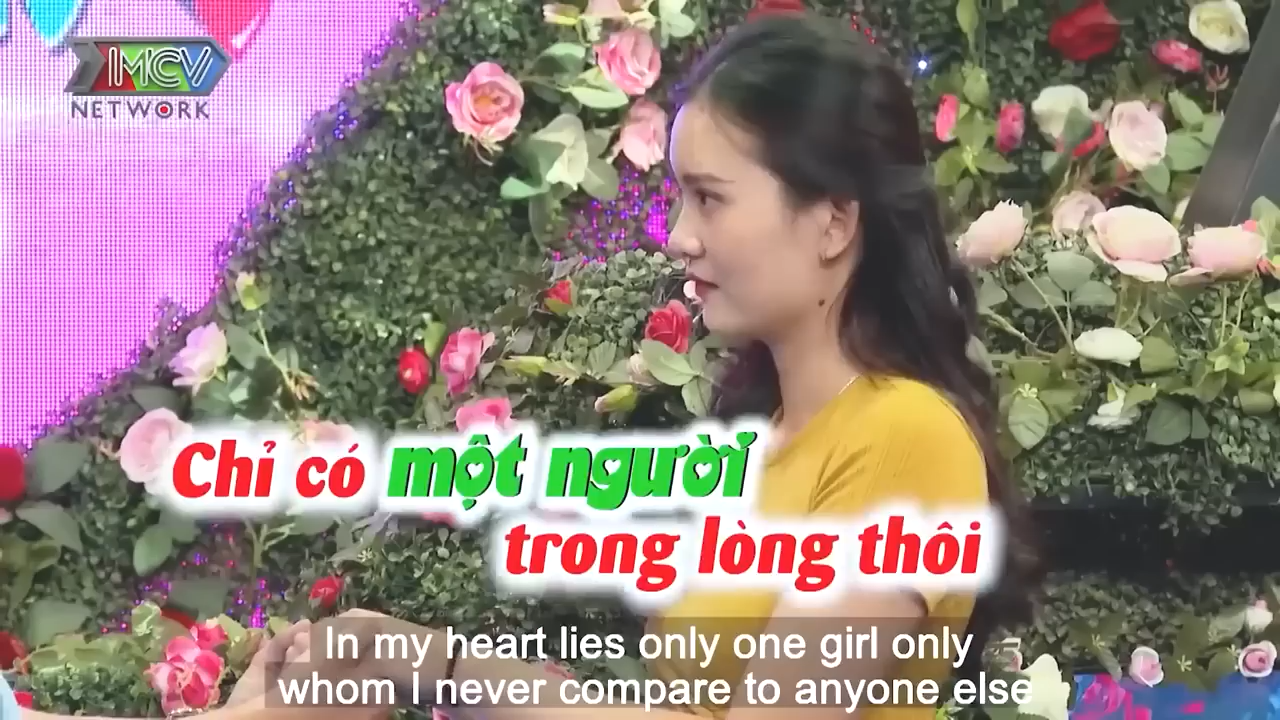 MCV
NETWORK
Chỉ có một người
trong lòng thôi
In my heart lies only one girl only
whom I never compare to anyone else